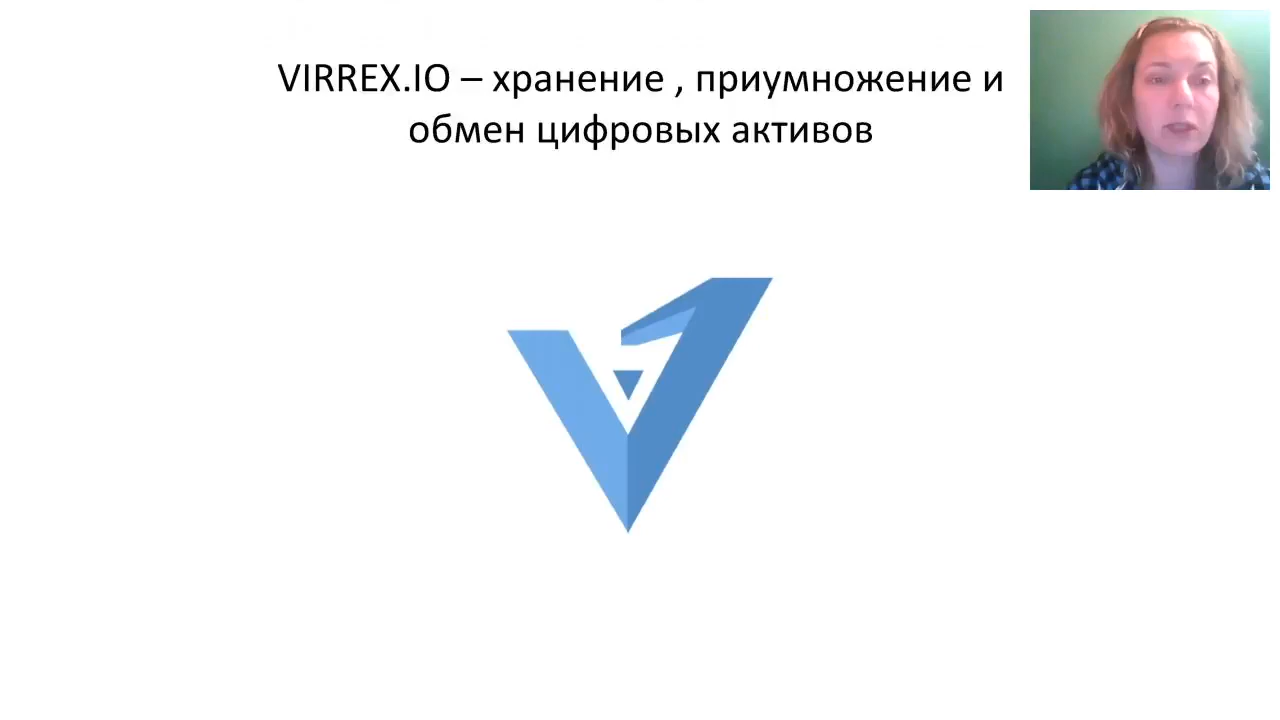 VIRREX.IO – хранение , приумножение и
обмен цифровых активов